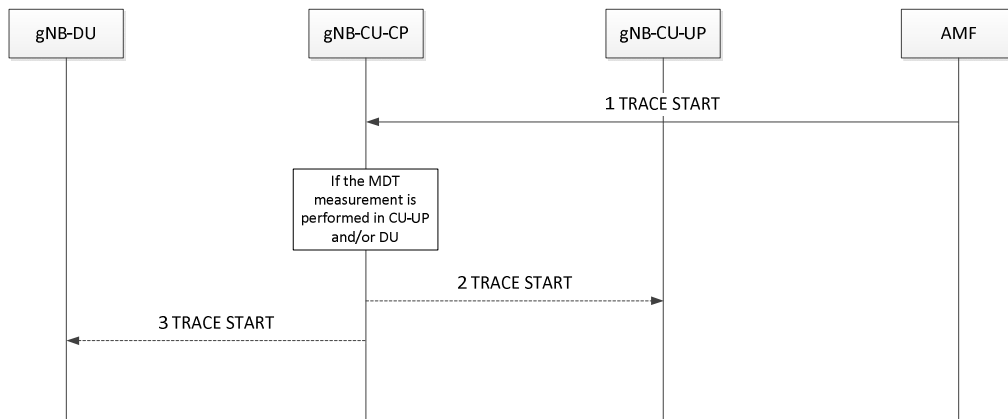 gNB-DU
gNB-CU-CP
gNB-CU-UP
AMF
1 TRACE START
If the MDT
measurement is
performed in CU-UP
and/or DU
2 TRACE START
3 TRACE START